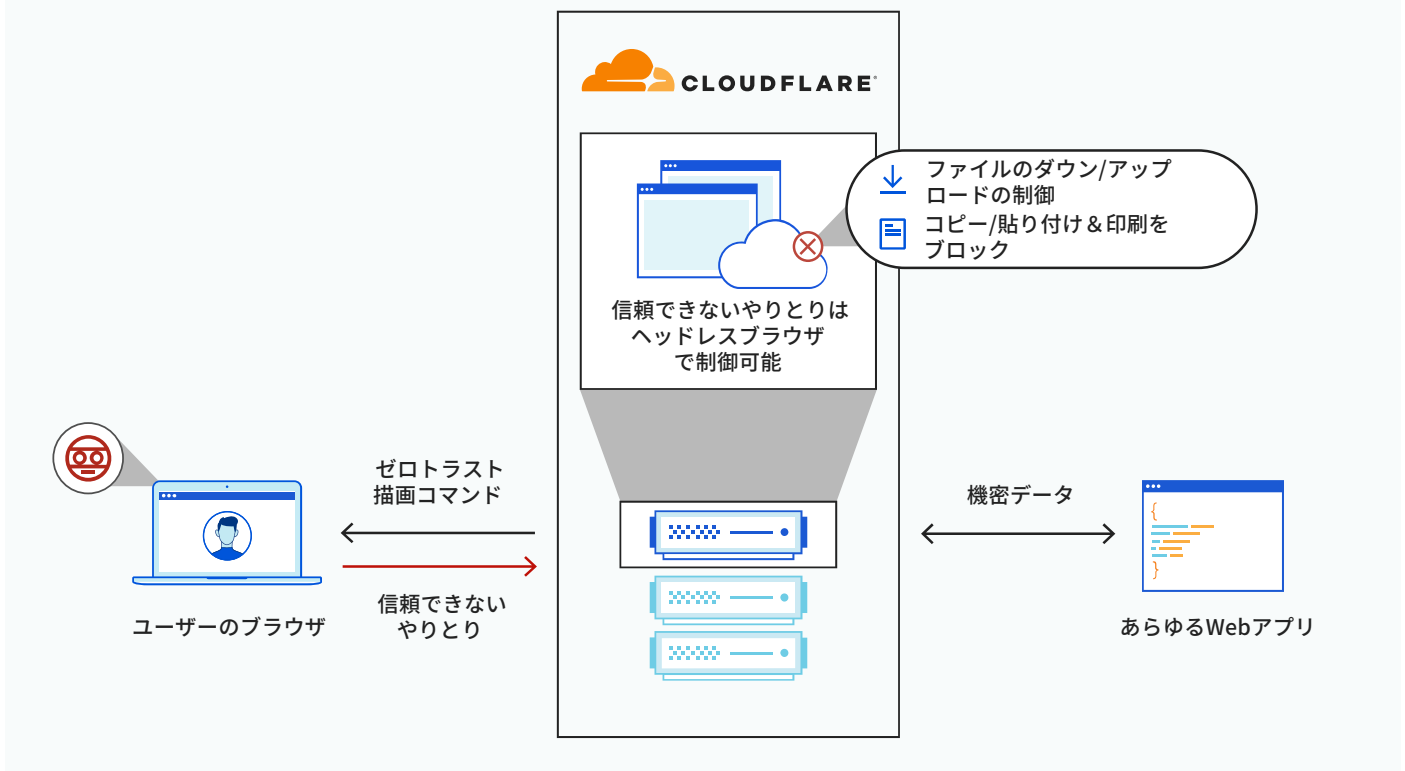 CLOUDFLARE
ファイルのダウン/アップ
ロードの制御
コピー/貼り付け＆印刷を
ブロック
信頼できないやりとりは
ヘッドレスブラウザ
で制御可能
ゼロトラスト
描画コマンド
信頼できない
やりとり
ユーザーのブラウザ
機密データ
{
}
あらゆるWebアプリ